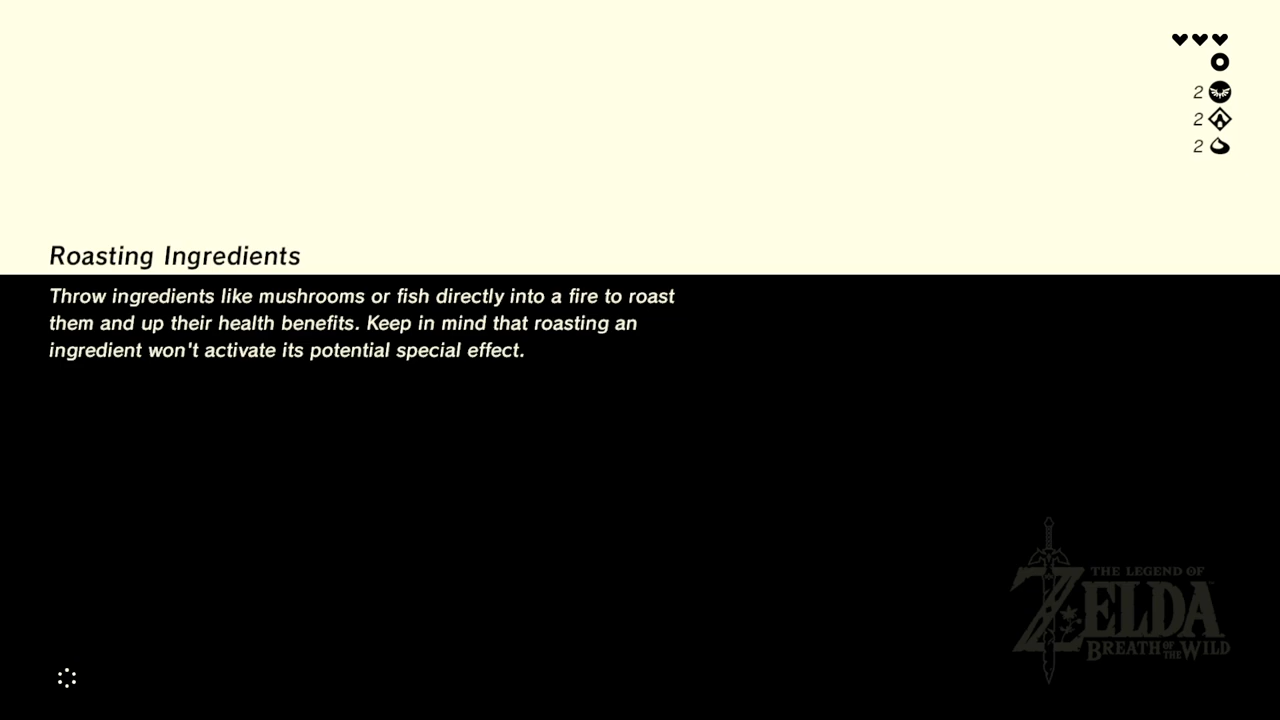 2
2
2
Roasting Ingredients
Throw ingredients like mushrooms or fish directly into a fire to roast
them and up their health benefits. Keep in mind that roasting an
ingredient won't activate its potential special effect.
THE LEGEND OF
ZELDA
BREATH OF THE WILD